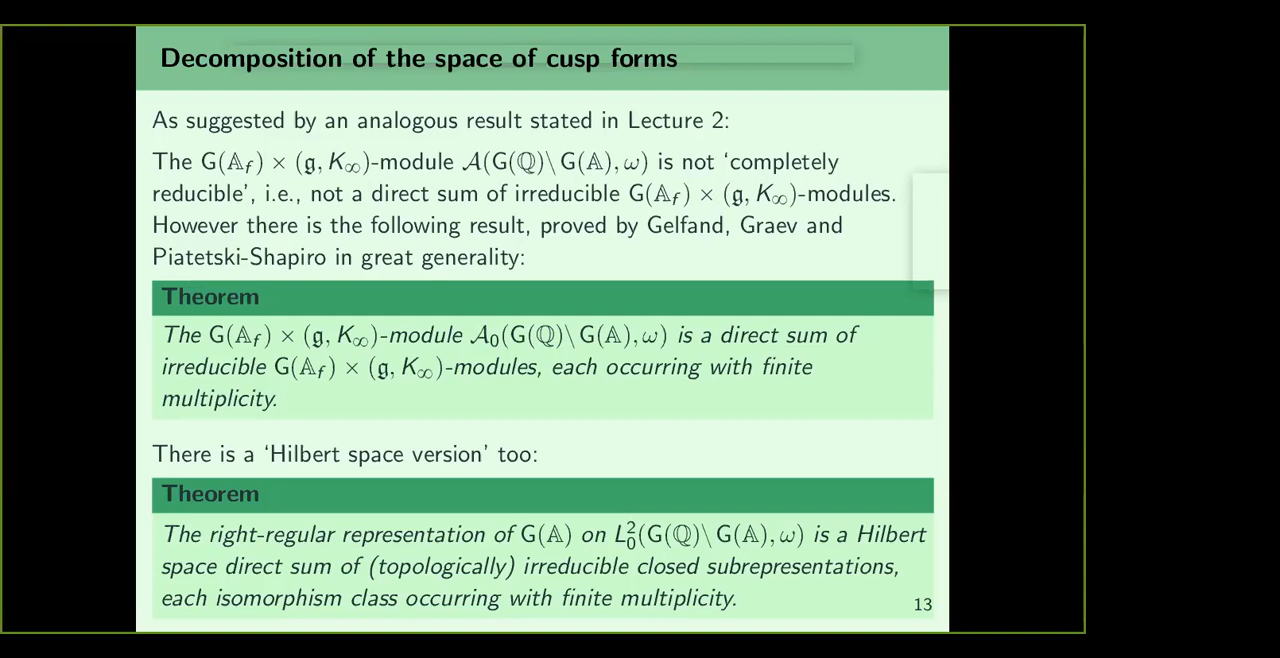 Decomposition of the space of cusp forms
As suggested by an analogous result stated in Lecture 2:
The G(𝔸_f) × (𝔤, K_∞)-module 𝒜(G(ℚ)\G(𝔸), ω) is not ‘completely
reducible’, i.e., not a direct sum of irreducible G(𝔸_f) × (𝔤, K_∞)-modules.
However there is the following result, proved by Gelfand, Graev and
Piatetski-Shapiro in great generality:
Theorem
The G(𝔸_f) × (𝔤, K_∞)-module 𝒜₀(G(ℚ)\G(𝔸), ω) is a direct sum of
irreducible G(𝔸_f) × (𝔤, K_∞)-modules, each occurring with finite
multiplicity.
There is a ‘Hilbert space version’ too:
Theorem
The right-regular representation of G(𝔸) on L²₀(G(ℚ)\G(𝔸), ω) is a Hilbert
space direct sum of (topologically) irreducible closed subrepresentations,
each isomorphism class occurring with finite multiplicity.
13